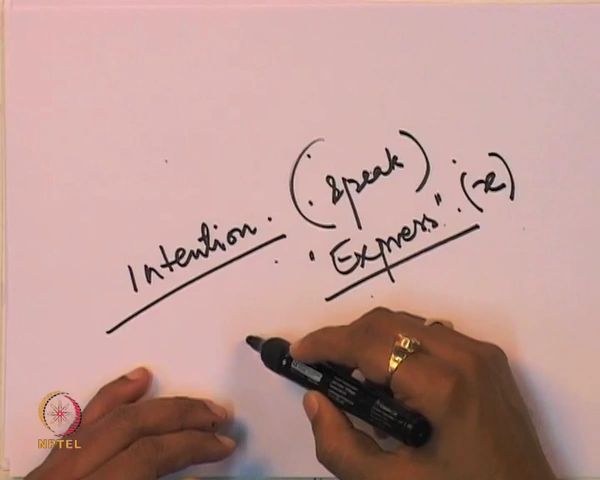 Intention. (speak)
"Express". (x)
NPTEL